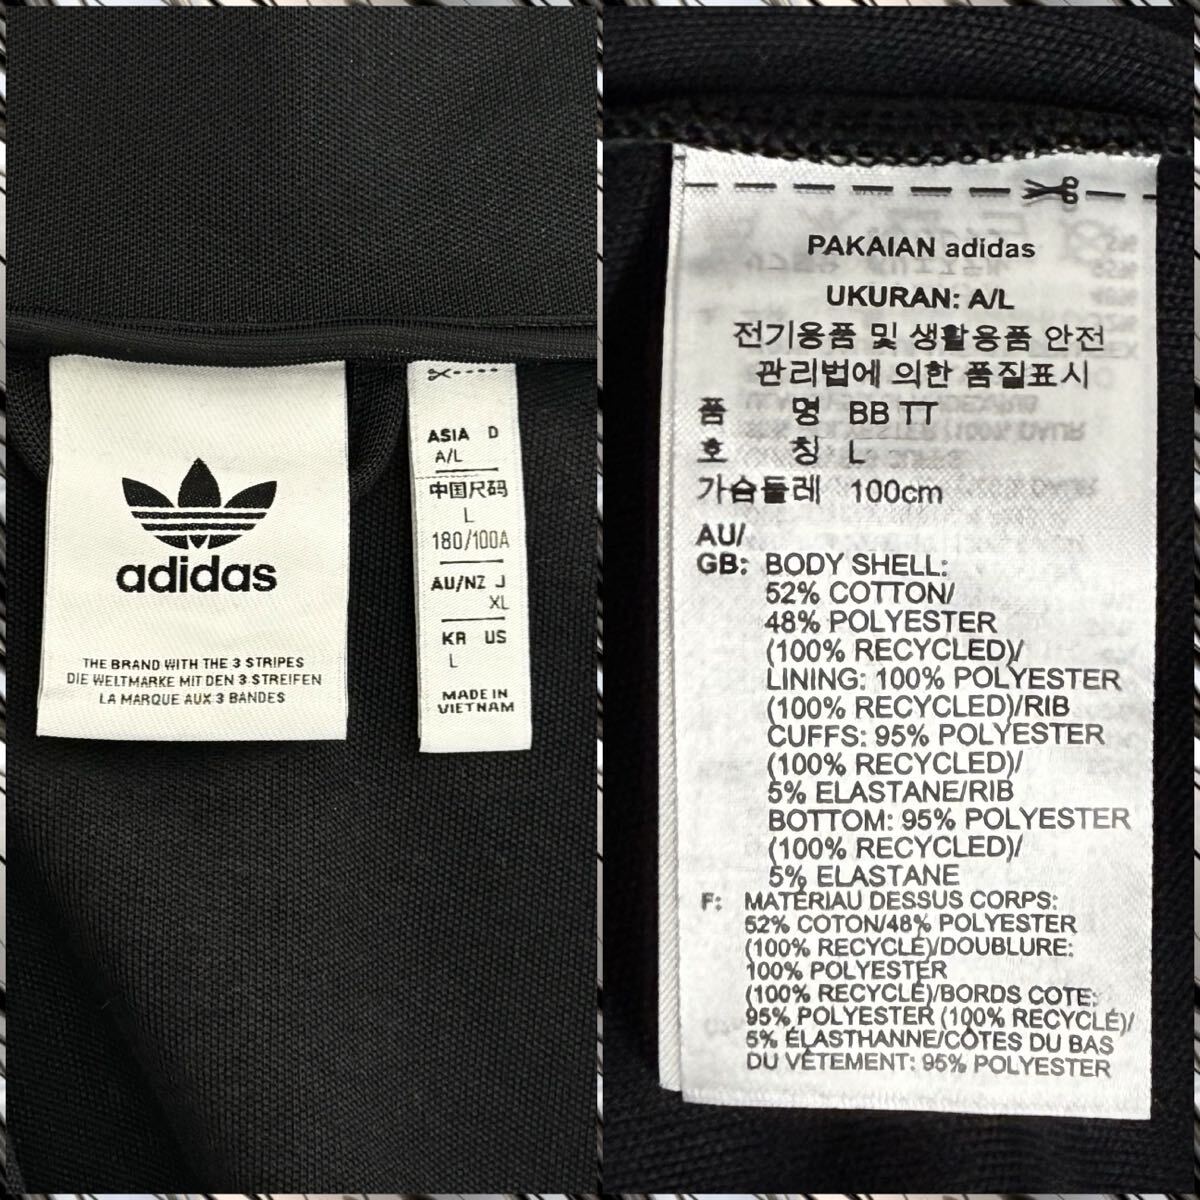 adidas
THE BRAND WITH THE 3 STRIPES
DIE WELTMARKE MIT DEN 3 STREIFEN
LA MARQUE AUX 3 BANDES
ASIA D
A/L
中国尺码
L
180/100A
AU/NZ J
XL
KR US
L
MADE IN
VIETNAM
PAKAIAN adidas
UKURAN: A/L
전기용품 및 생활용품 안전
관리법에 의한 품질표시
품 명 BB TT
호 칭 L
가슴둘레 100cm
AU/
GB: BODY SHELL:
52% COTTON/
48% POLYESTER
(100% RECYCLED)/
LINING: 100% POLYESTER
(100% RECYCLED)/RIB
CUFFS: 95% POLYESTER
(100% RECYCLED)/
5% ELASTANE/RIB
BOTTOM: 95% POLYESTER
(100% RECYCLED)/
5% ELASTANE
F: MATÉRIAU DESSUS CORPS:
52% COTON/48% POLYESTER
(100% RECYCLÉ)/DOUBLURE:
100% POLYESTER
(100% RECYCLÉ)/BORDS COTE:
95% POLYESTER (100% RECYCLÉ)/
5% ÉLASTHANNE/CÔTES DU BAS
DU VÊTEMENT: 95% POLYESTER